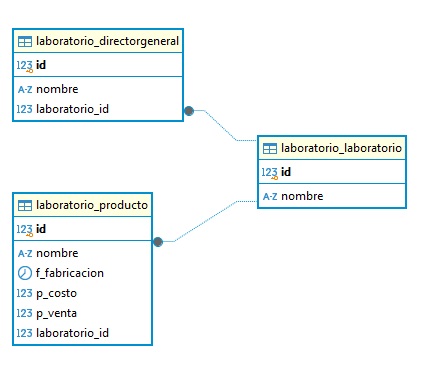 laboratorio_directorgeneral
123 id
A-Z nombre
123 laboratorio_id
laboratorio_laboratorio
123 id
A-Z nombre
laboratorio_producto
123 id
A-Z nombre
f_fabricacion
123 p_costo
123 p_venta
123 laboratorio_id